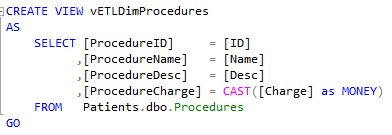 CREATE VIEW vETLDimProcedures
AS
    SELECT [ProcedureID]     = [ID]
          ,[ProcedureName]   = [Name]
          ,[ProcedureDesc]   = [Desc]
          ,[ProcedureCharge] = CAST([Charge] as MONEY)
    FROM  Patients.dbo.Procedures
GO